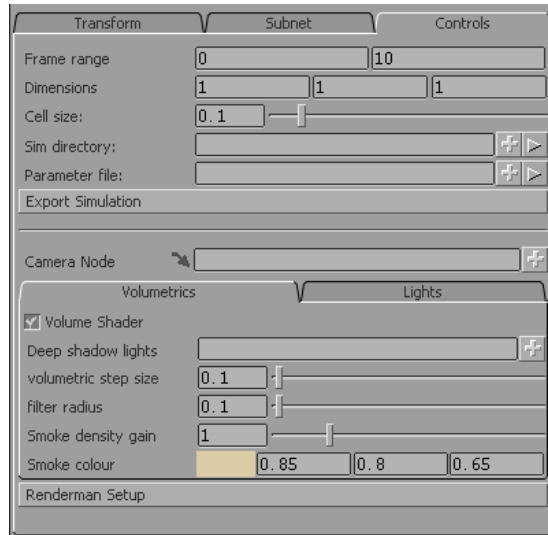 Transform Subnet Controls
Frame range 0 10
Dimensions 1 1 1
Cell size: 0.1
Sim directory:
Parameter file:
Export Simulation
Camera Node
Volumetrics Lights
Volume Shader
Deep shadow lights
volumetric step size 0.1
filter radius 0.1
Smoke density gain 1
Smoke colour 0.85 0.8 0.65
Renderman Setup